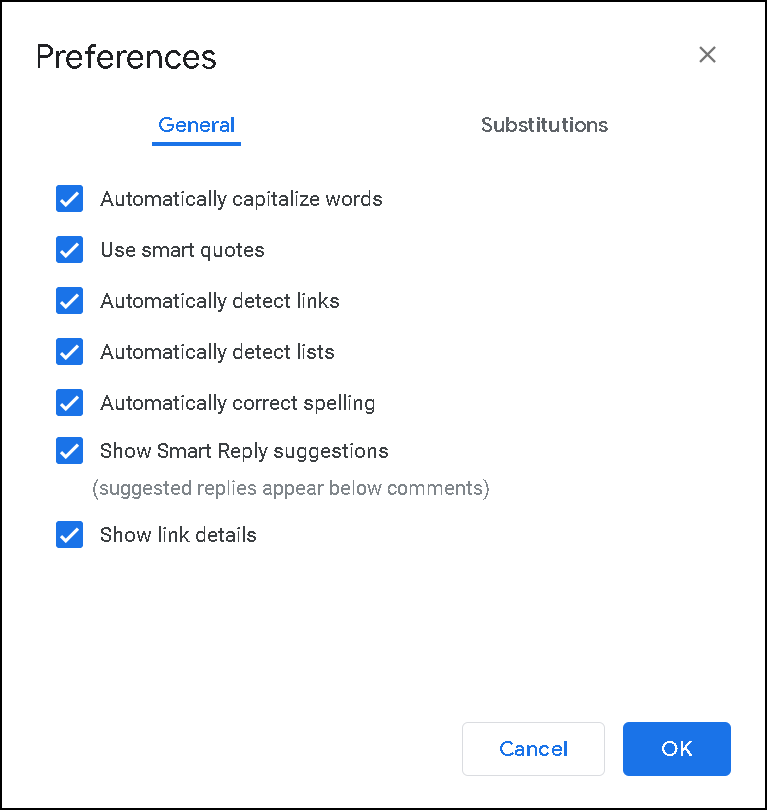 Preferences
General
Substitutions
Automatically capitalize words
Use smart quotes
Automatically detect links
Automatically detect lists
Automatically correct spelling
Show Smart Reply suggestions
(suggested replies appear below comments)
Show link details
Cancel
OK